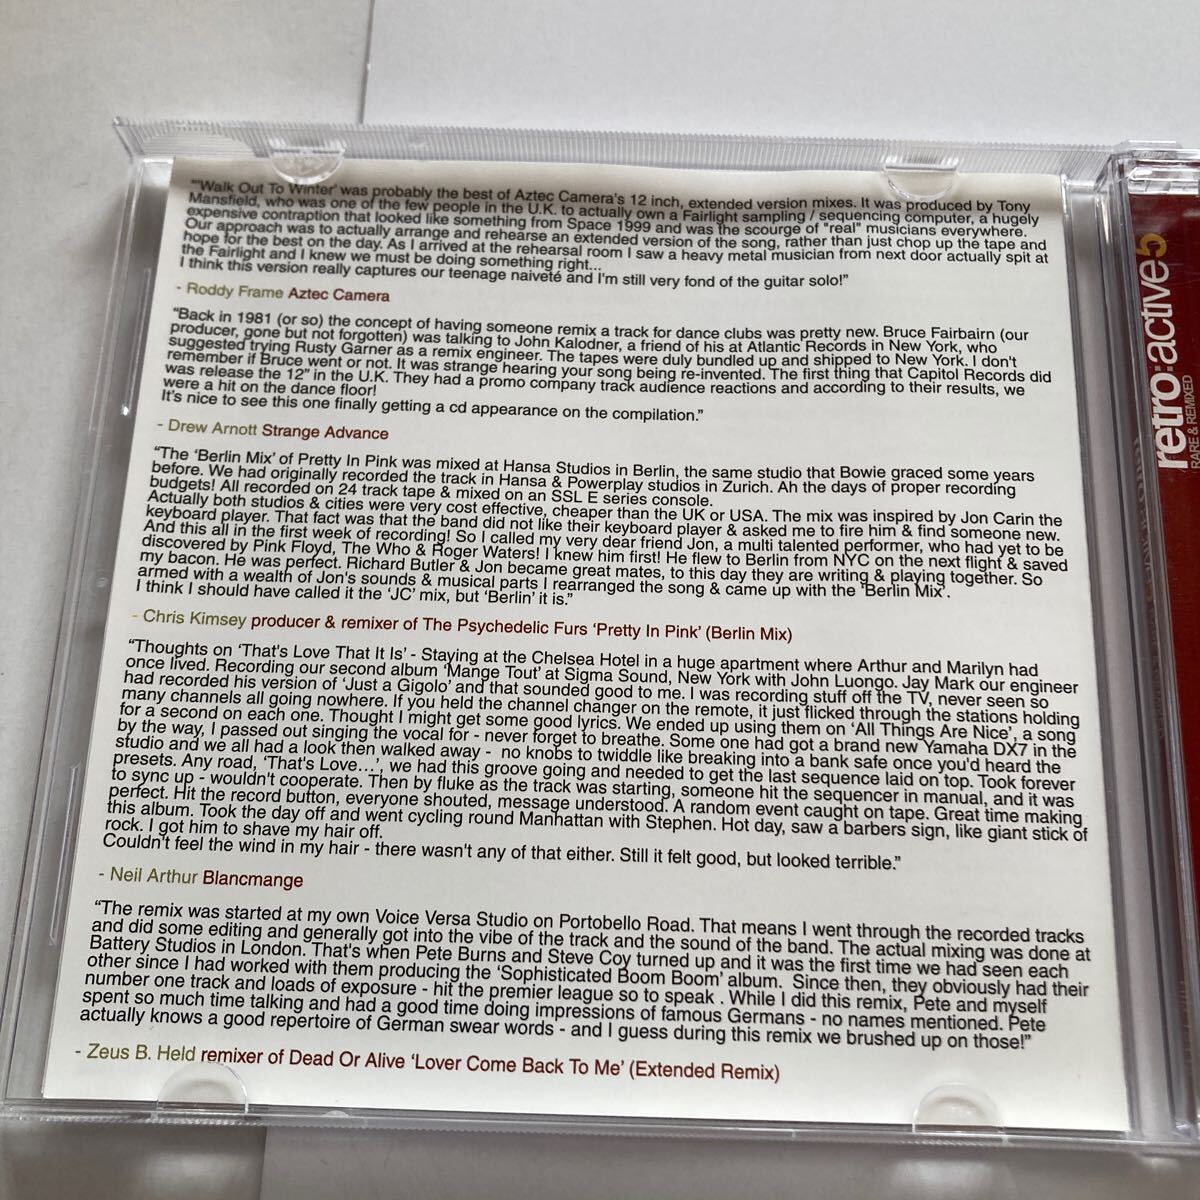 "'Walk Out To Winter' was probably the best of Aztec Camera's 12 inch, extended version mixes. It was produced by Tony
Mansfield, who was one of the few people in the U.K. to actually own a Fairlight sampling / sequencing computer, a hugely
expensive contraption that looked like something from Space 1999 and was the scourge of "real" musicians everywhere.
Our approach was to actually arrange and rehearse an extended version of the song, rather than just chop up the tape and
hope for the best on the day. As I arrived at the rehearsal room I saw a heavy metal musician from next door actually spit at
the Fairlight and I knew we must be doing something right...
I think this version really captures our teenage naiveté and I'm still very fond of the guitar solo!"
- Roddy Frame Aztec Camera
"Back in 1981 (or so) the concept of having someone remix a track for dance clubs was pretty new. Bruce Fairbairn (our
producer, gone but not forgotten) was talking to John Kalodner, a friend of his at Atlantic Records in New York, who
suggested trying Rusty Garner as a remix engineer. The tapes were duly bundled up and shipped to New York. I don't
remember if Bruce went or not. It was strange hearing your song being re-invented. The first thing that Capitol Records did
was release the 12" in the U.K. They had a promo company track audience reactions and according to their results, we
were a hit on the dance floor!
It's nice to see this one finally getting a cd appearance on the compilation."
- Drew Arnott Strange Advance
"The 'Berlin Mix' of Pretty In Pink was mixed at Hansa Studios in Berlin, the same studio that Bowie graced some years
before. We had originally recorded the track in Hansa & Powerplay studios in Zurich. Ah the days of proper recording
budgets! All recorded on 24 track tape & mixed on an SSL E series console.
Actually both studios & cities were very cost effective, cheaper than the UK or USA. The mix was inspired by Jon Carin the
keyboard player. That fact was that the band did not like their keyboard player & asked me to fire him & find someone new.
And this all in the first week of recording! So I called my very dear friend Jon, a multi talented performer, who had yet to be
discovered by Pink Floyd, The Who & Roger Waters! I knew him first! He flew to Berlin from NYC on the next flight & saved
my bacon. He was perfect. Richard Butler & Jon became great mates, to this day they are writing & playing together. So
armed with a wealth of Jon's sounds & musical parts I rearranged the song & came up with the 'Berlin Mix'.
I think I should have called it the 'JC' mix, but 'Berlin' it is."
- Chris Kimsey producer & remixer of The Psychedelic Furs 'Pretty In Pink' (Berlin Mix)
"Thoughts on 'That's Love That It Is' - Staying at the Chelsea Hotel in a huge apartment where Arthur and Marilyn had
once lived. Recording our second album 'Mange Tout' at Sigma Sound, New York with John Luongo. Jay Mark our engineer
had recorded his version of 'Just a Gigolo' and that sounded good to me. I was recording stuff off the TV, never seen so
many channels all going nowhere. If you held the channel changer on the remote, it just flicked through the stations holding
for a second on each one. Thought I might get some good lyrics. We ended up using them on 'All Things Are Nice', a song
by the way, I passed out singing the vocal for - never forget to breathe. Some one had got a brand new Yamaha DX7 in the
studio and we all had a look then walked away - no knobs to twiddle like breaking into a bank safe once you'd heard the
presets. Any road, 'That's Love...', we had this groove going and needed to get the last sequence laid on top. Took forever
to sync up - wouldn't cooperate. Then by fluke as the track was starting, someone hit the sequencer in manual, and it was
perfect. Hit the record button, everyone shouted, message understood. A random event caught on tape. Great time making
this album. Took the day off and went cycling round Manhattan with Stephen. Hot day, saw a barbers sign, like giant stick of
rock. I got him to shave my hair off.
Couldn't feel the wind in my hair - there wasn't any of that either. Still it felt good, but looked terrible."
- Neil Arthur Blancmange
"The remix was started at my own Voice Versa Studio on Portobello Road. That means I went through the recorded tracks
and did some editing and generally got into the vibe of the track and the sound of the band. The actual mixing was done at
Battery Studios in London. That's when Pete Burns and Steve Coy turned up and it was the first time we had seen each
other since I had worked with them producing the 'Sophisticated Boom Boom' album. Since then, they obviously had their
number one track and loads of exposure - hit the premier league so to speak . While I did this remix, Pete and myself
spent so much time talking and had a good time doing impressions of famous Germans - no names mentioned. Pete
actually knows a good repertoire of German swear words - and I guess during this remix we brushed up on those!"
- Zeus B. Held remixer of Dead Or Alive 'Lover Come Back To Me' (Extended Remix)
retro:active5
RARE & REMIXED